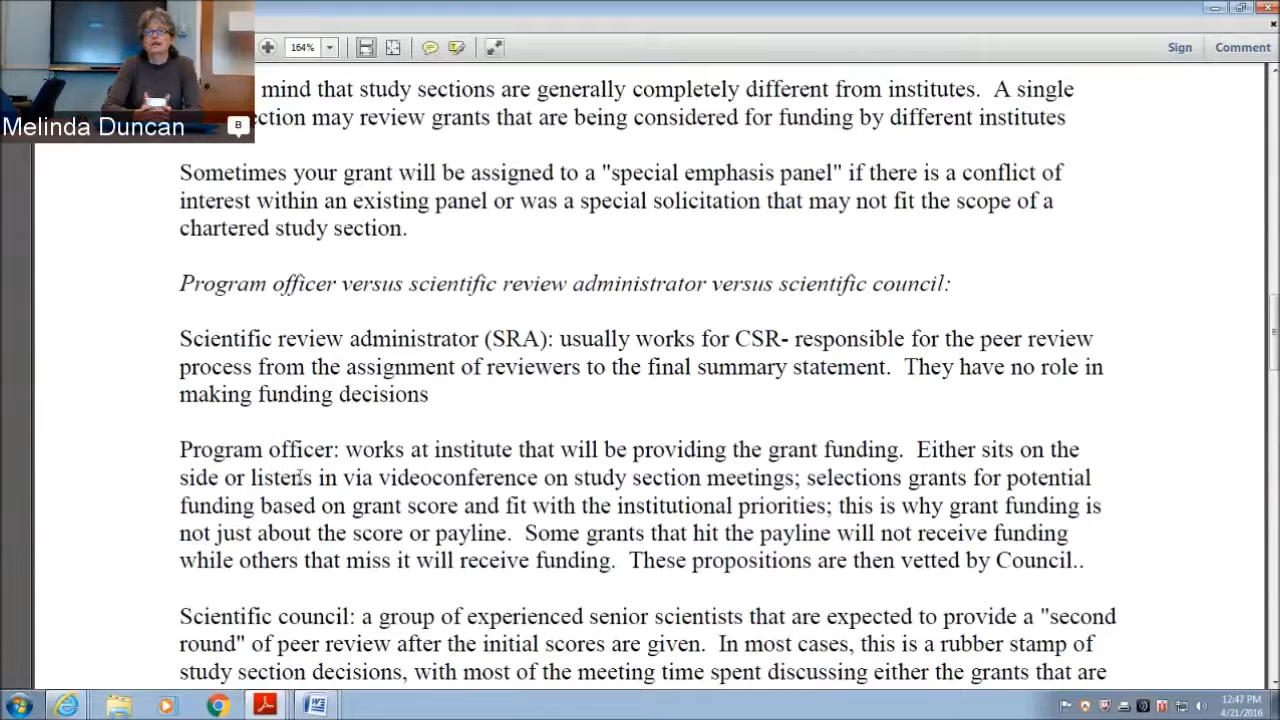 164%
Sign
Comment
mind that study sections are generally completely different from institutes. A single
ction may review grants that are being considered for funding by different institutes
Melinda Duncan
B
Sometimes your grant will be assigned to a "special emphasis panel" if there is a conflict of
interest within an existing panel or was a special solicitation that may not fit the scope of a
chartered study section.
Program officer versus scientific review administrator versus scientific council:
Scientific review administrator (SRA): usually works for CSR- responsible for the peer review
process from the assignment of reviewers to the final summary statement. They have no role in
making funding decisions
Program officer: works at institute that will be providing the grant funding. Either sits on the
side or listens in via videoconference on study section meetings; selections grants for potential
funding based on grant score and fit with the institutional priorities; this is why grant funding is
not just about the score or payline. Some grants that hit the payline will not receive funding
while others that miss it will receive funding. These propositions are then vetted by Council..
Scientific council: a group of experienced senior scientists that are expected to provide a "second
round" of peer review after the initial scores are given. In most cases, this is a rubber stamp of
study section decisions, with most of the meeting time spent discussing either the grants that are
12:47 PM
4/21/2016